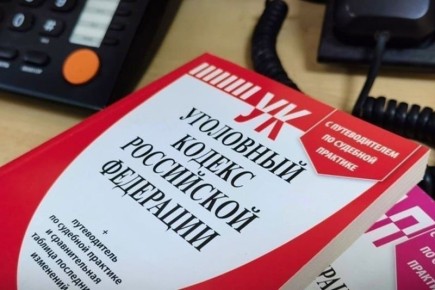 УК
С ПУТЕВОДИТЕЛЕМ
ПО СУДЕБНОЙ
ПРАКТИКЕ
УГОЛОВНЫЙ
КОДЕКС
РОССИЙСКОЙ
ФЕДЕРАЦИИ
+
путеводитель
по судебной практике
и сравнительная
таблица последних
изменений